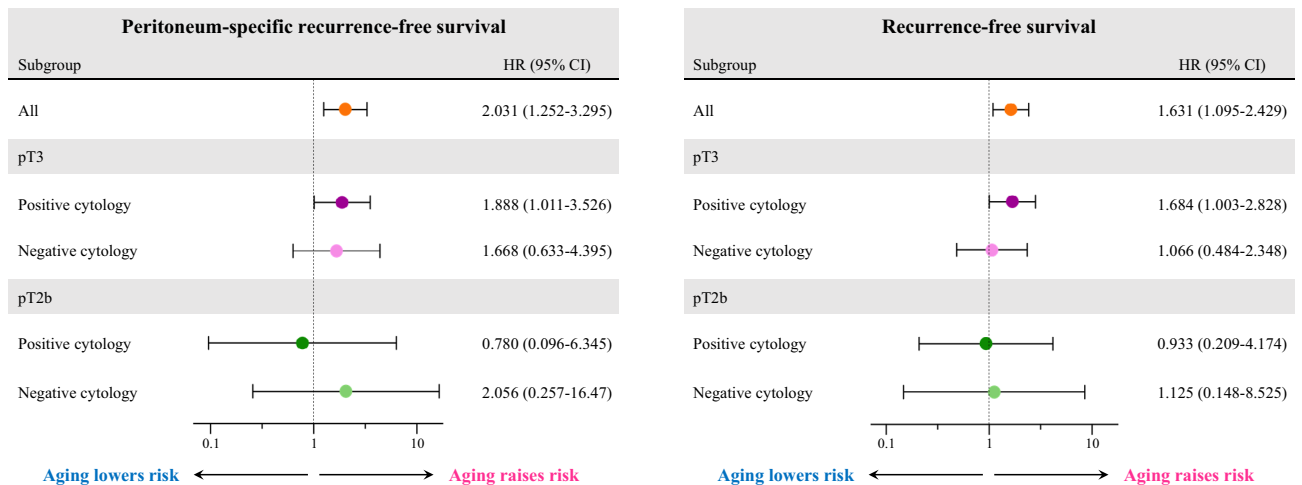 Peritoneum-specific recurrence-free survival
Subgroup HR (95% CI)
All 2.031 (1.252-3.295)
pT3
Positive cytology 1.888 (1.011-3.526)
Negative cytology 1.668 (0.633-4.395)
pT2b
Positive cytology 0.780 (0.096-6.345)
Negative cytology 2.056 (0.257-16.47)
0.1 1 10
Aging lowers risk Aging raises risk
Recurrence-free survival
Subgroup HR (95% CI)
All 1.631 (1.095-2.429)
pT3
Positive cytology 1.684 (1.003-2.828)
Negative cytology 1.066 (0.484-2.348)
pT2b
Positive cytology 0.933 (0.209-4.174)
Negative cytology 1.125 (0.148-8.525)
0.1 1 10
Aging lowers risk Aging raises risk